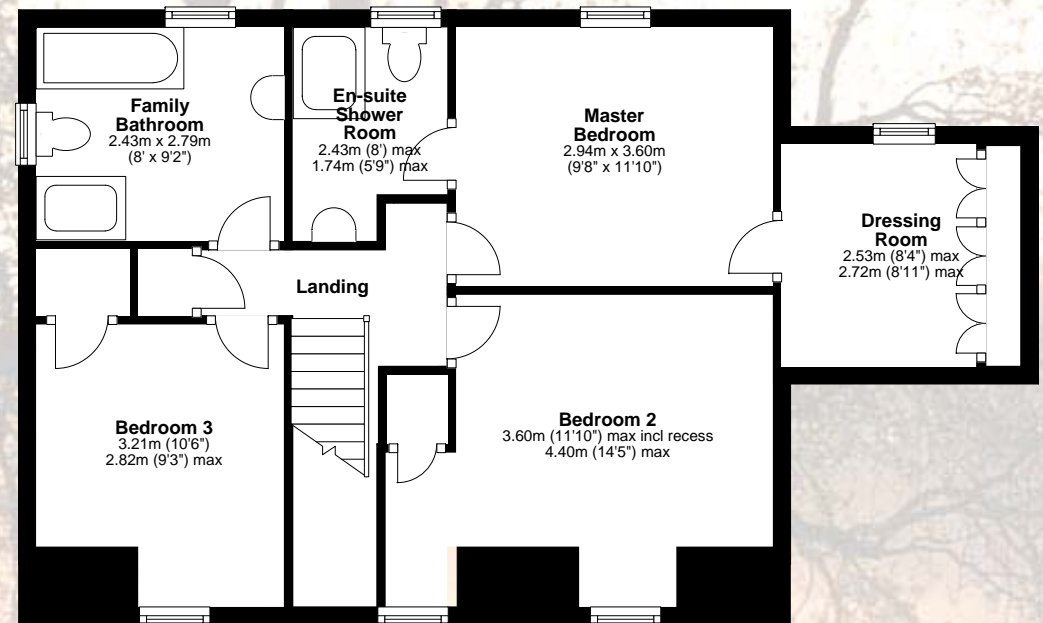 Family
Bathroom
2.43m x 2.79m
(8' x 9'2")
En-suite
Shower
Room
2.43m (8') max
1.74m (5'9") max
Master
Bedroom
2.94m x 3.60m
(9'8" x 11'10")
Dressing
Room
2.53m (8'4") max
2.72m (8'11") max
Landing
Bedroom 3
3.21m (10'6")
2.82m (9'3") max
Bedroom 2
3.60m (11'10") max incl recess
4.40m (14'5") max